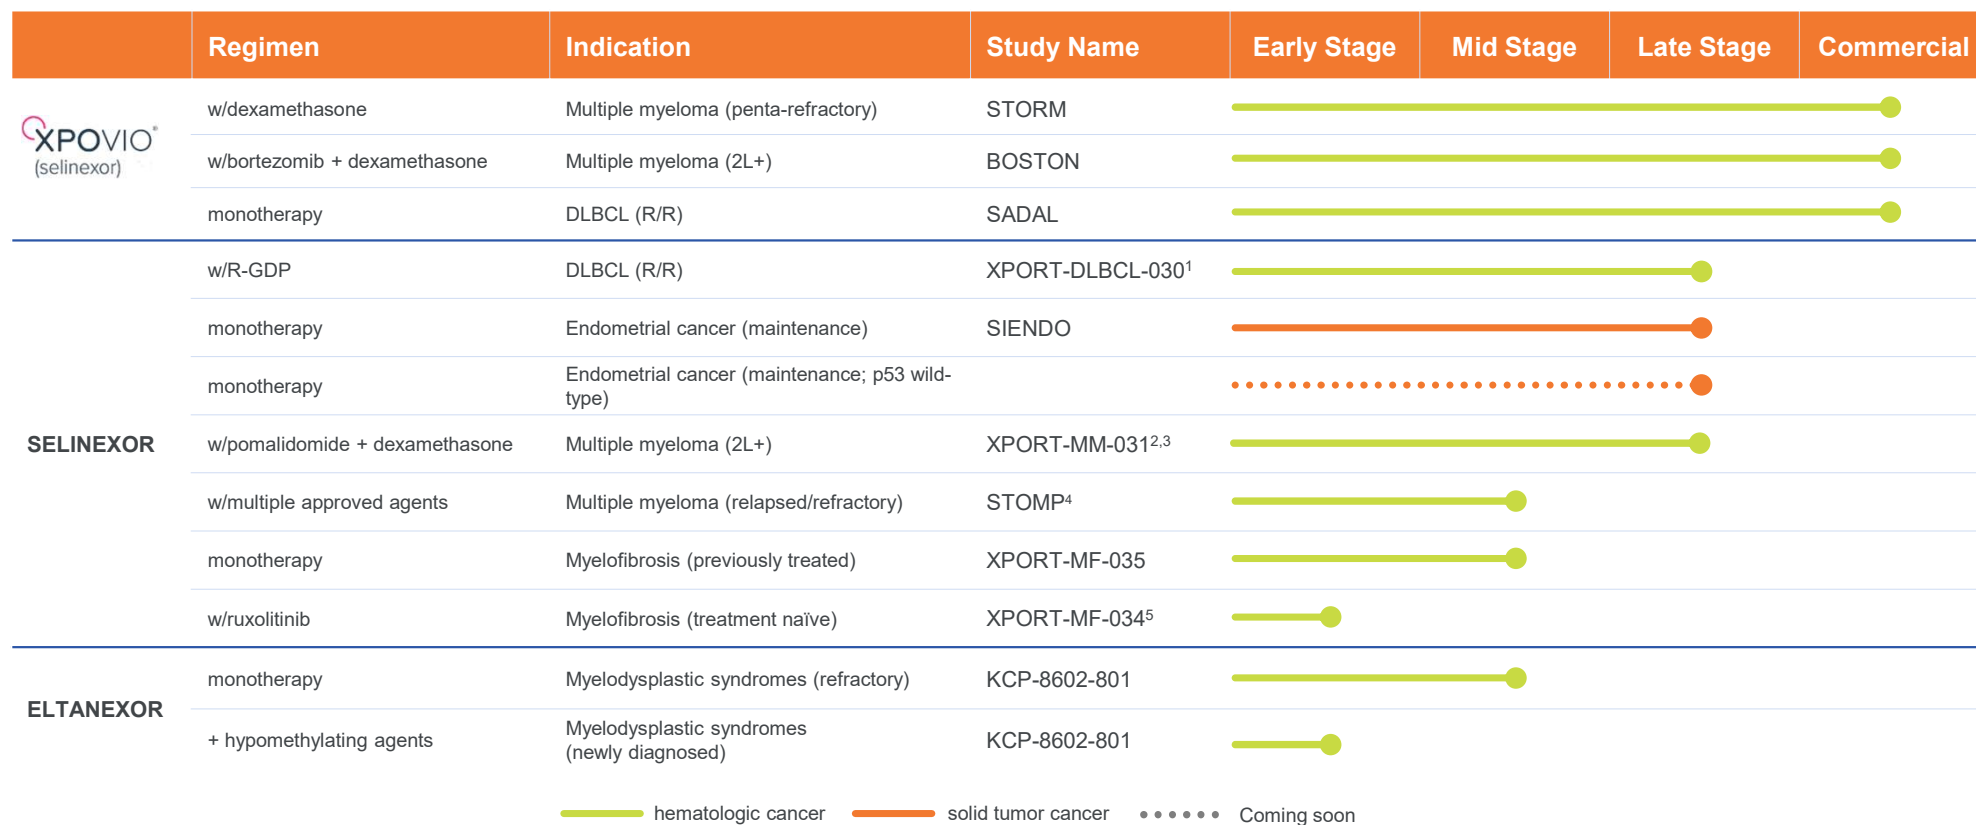 Regimen Indication Study Name Early Stage Mid Stage Late Stage Commercial
XPOVIO®
(selinexor)
w/dexamethasone Multiple myeloma (penta-refractory) STORM
w/bortezomib + dexamethasone Multiple myeloma (2L+) BOSTON
monotherapy DLBCL (R/R) SADAL
SELINEXOR
w/R-GDP DLBCL (R/R) XPORT-DLBCL-030¹
monotherapy Endometrial cancer (maintenance) SIENDO
monotherapy Endometrial cancer (maintenance; p53 wild-
type)
w/pomalidomide + dexamethasone Multiple myeloma (2L+) XPORT-MM-031²,³
w/multiple approved agents Multiple myeloma (relapsed/refractory) STOMP⁴
monotherapy Myelofibrosis (previously treated) XPORT-MF-035
w/ruxolitinib Myelofibrosis (treatment naïve) XPORT-MF-034⁵
ELTANEXOR
monotherapy Myelodysplastic syndromes (refractory) KCP-8602-801
+ hypomethylating agents Myelodysplastic syndromes
(newly diagnosed) KCP-8602-801
hematologic cancer solid tumor cancer Coming soon